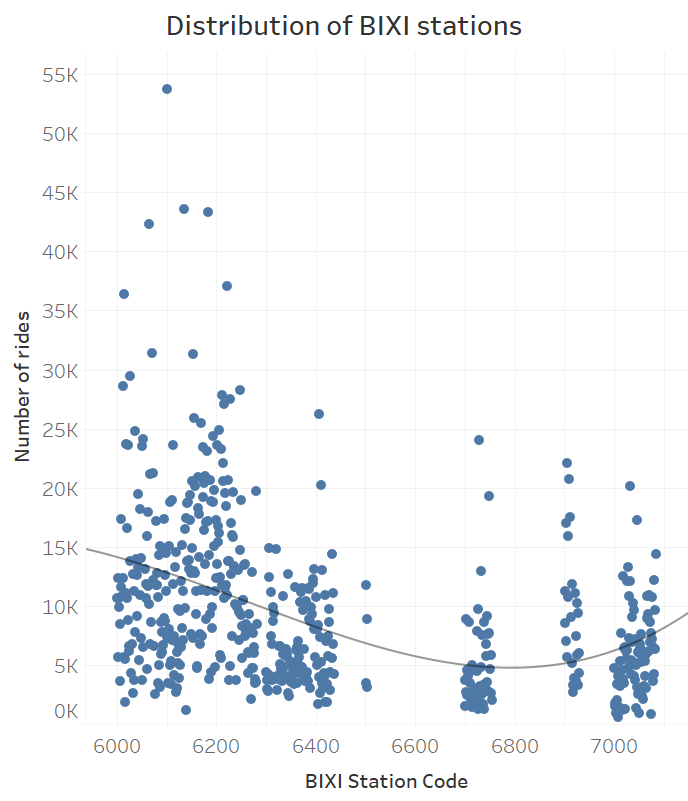 Distribution of BIXI stations
55K
50K
45K
40K
35K
30K
25K
20K
15K
10K
5K
0K
Number of rides
6000 6200 6400 6600 6800 7000
BIXI Station Code